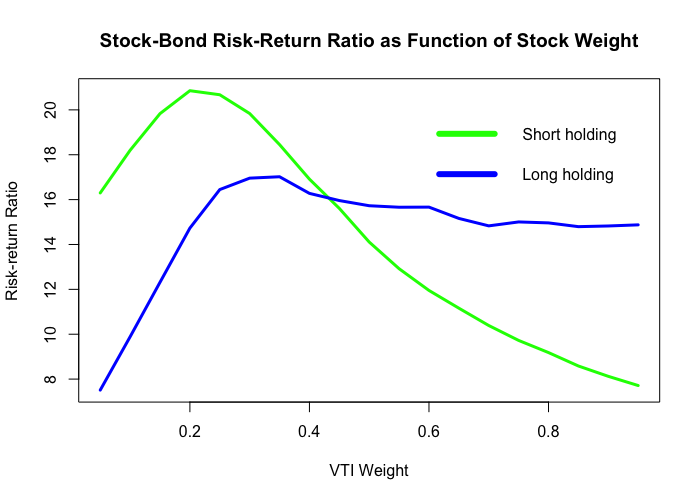 Stock-Bond Risk-Return Ratio as Function of Stock Weight
Risk-return Ratio
20
18
16
14
12
10
8
Short holding
Long holding
0.2 0.4 0.6 0.8
VTI Weight